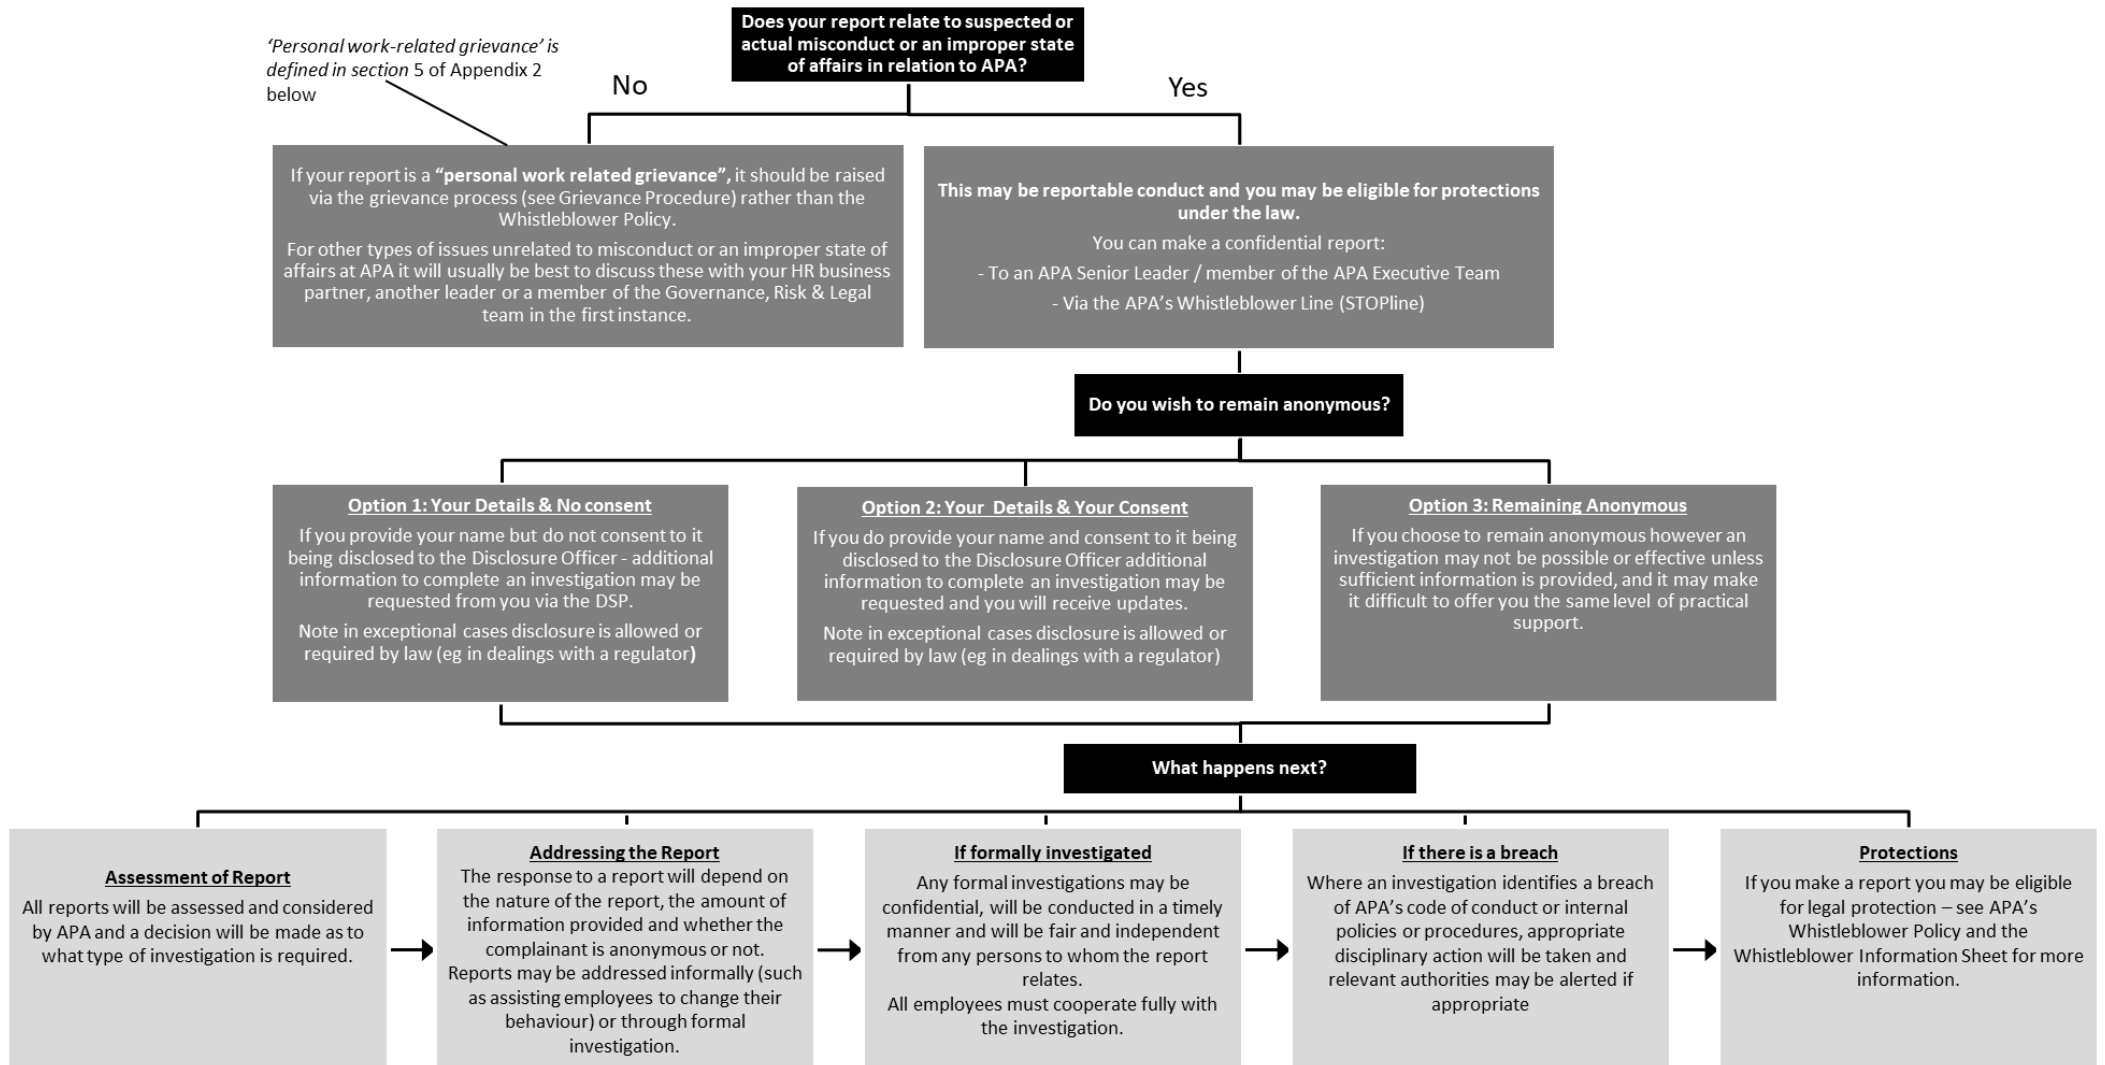 Does your report relate to suspected or
actual misconduct or an improper state
of affairs in relation to APA?
‘Personal work-related grievance’ is
defined in section 5 of Appendix 2
below
No
Yes
If your report is a “personal work related grievance”, it should be raised
via the grievance process (see Grievance Procedure) rather than the
Whistleblower Policy.
For other types of issues unrelated to misconduct or an improper state of
affairs at APA it will usually be best to discuss these with your HR business
partner, another leader or a member of the Governance, Risk & Legal
team in the first instance.
This may be reportable conduct and you may be eligible for protections
under the law.
You can make a confidential report:
- To an APA Senior Leader / member of the APA Executive Team
- Via the APA’s Whistleblower Line (STOPline)
Do you wish to remain anonymous?
Option 1: Your Details & No consent
If you provide your name but do not consent to it
being disclosed to the Disclosure Officer - additional
information to complete an investigation may be
requested from you via the DSP.
Note in exceptional cases disclosure is allowed or
required by law (eg in dealings with a regulator)
Option 2: Your Details & Your Consent
If you do provide your name and consent to it being
disclosed to the Disclosure Officer additional
information to complete an investigation may be
requested and you will receive updates.
Note in exceptional cases disclosure is allowed or
required by law (eg in dealings with a regulator)
Option 3: Remaining Anonymous
If you choose to remain anonymous however an
investigation may not be possible or effective unless
sufficient information is provided, and it may make
it difficult to offer you the same level of practical
support.
What happens next?
Assessment of Report
All reports will be assessed and considered
by APA and a decision will be made as to
what type of investigation is required.
Addressing the Report
The response to a report will depend on
the nature of the report, the amount of
information provided and whether the
complainant is anonymous or not.
Reports may be addressed informally (such
as assisting employees to change their
behaviour) or through formal
investigation.
If formally investigated
Any formal investigations may be
confidential, will be conducted in a timely
manner and will be fair and independent
from any persons to whom the report
relates.
All employees must cooperate fully with
the investigation.
If there is a breach
Where an investigation identifies a breach
of APA’s code of conduct or internal
policies or procedures, appropriate
disciplinary action will be taken and
relevant authorities may be alerted if
appropriate
Protections
If you make a report you may be eligible
for legal protection – see APA’s
Whistleblower Policy and the
Whistleblower Information Sheet for more
information.